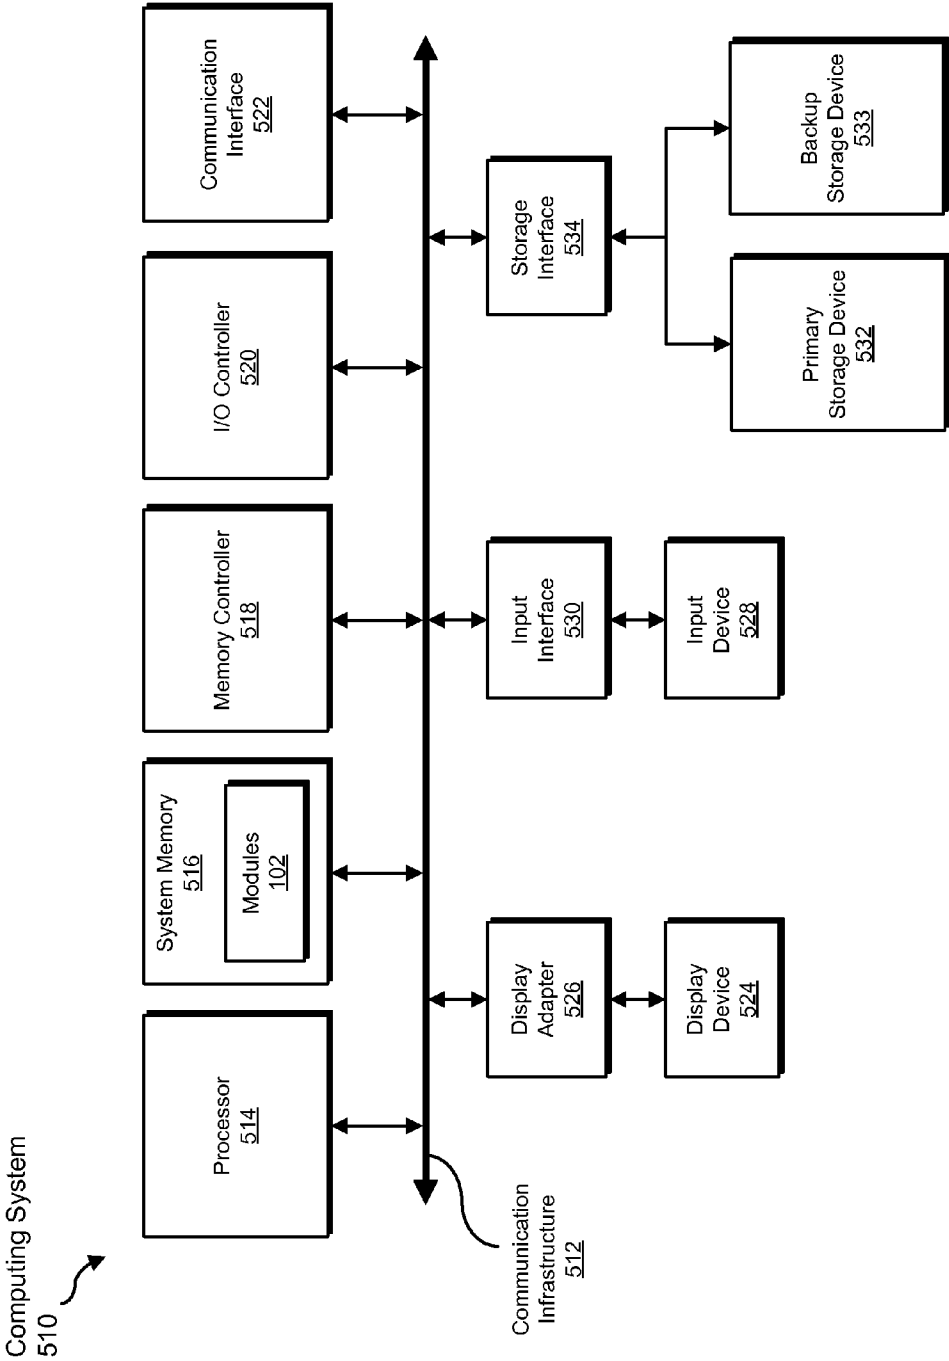 Computing System
510
Processor
514
System Memory
516
Modules
102
Memory Controller
518
I/O Controller
520
Communication
Interface
522
Communication
Infrastructure
512
Display
Adapter
526
Input
Interface
530
Storage
Interface
534
Display
Device
524
Input
Device
528
Primary
Storage Device
532
Backup
Storage Device
533